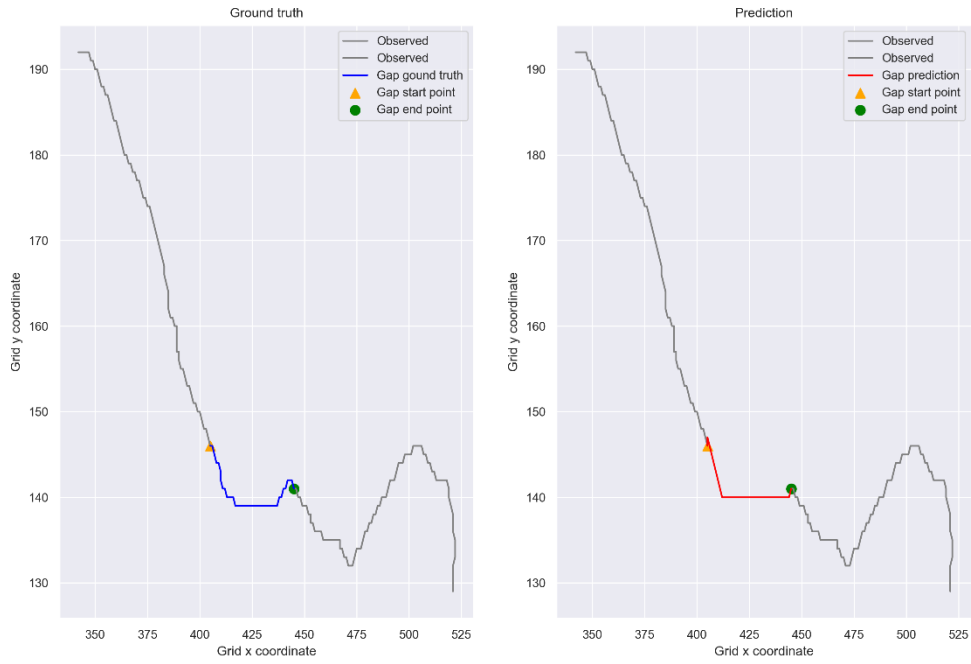 Ground truth
Prediction
Observed
Observed
Gap ground truth
Gap start point
Gap end point
Observed
Observed
Gap prediction
Gap start point
Gap end point
Grid y coordinate
190
180
170
160
150
140
130
350 375 400 425 450 475 500 525
Grid x coordinate
Grid y coordinate
190
180
170
160
150
140
130
350 375 400 425 450 475 500 525
Grid x coordinate